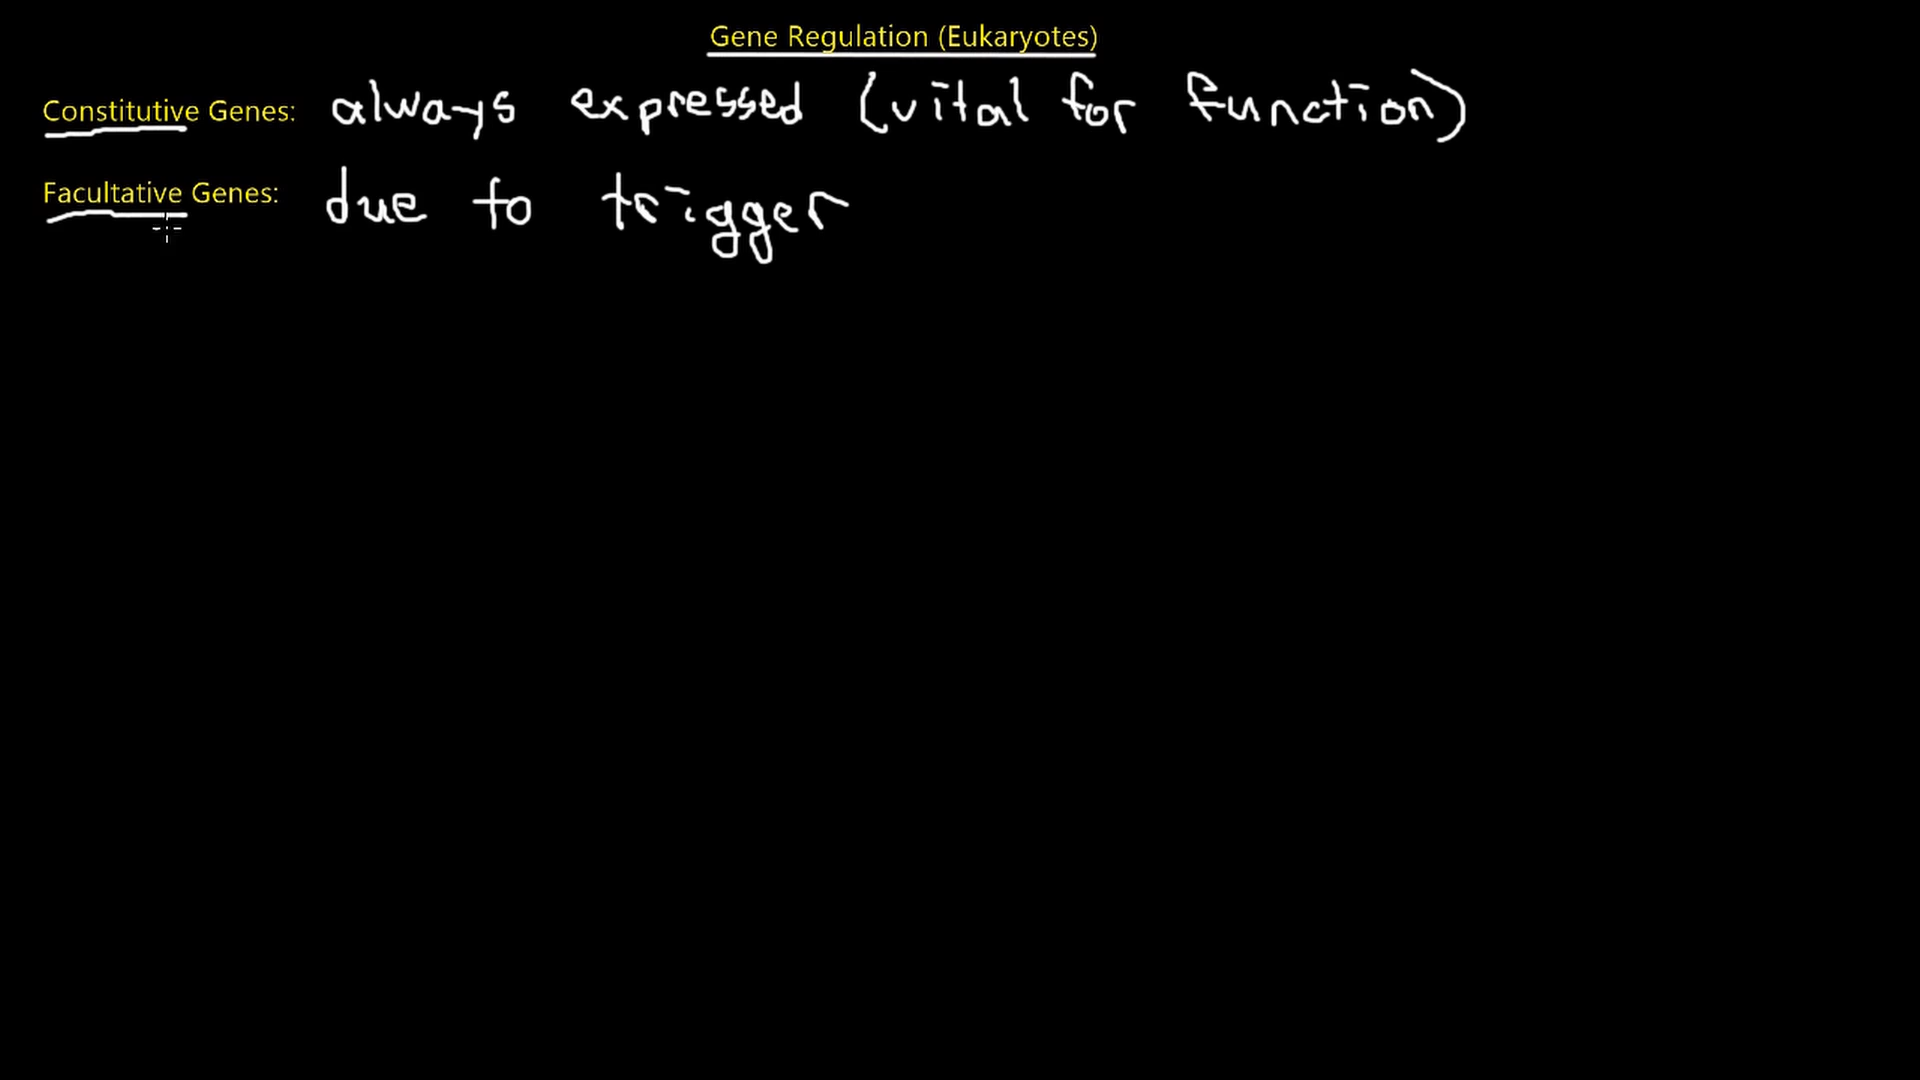 Gene Regulation (Eukaryotes)
Constitutive Genes: always expressed (vital for function)
Facultative Genes: due to trigger